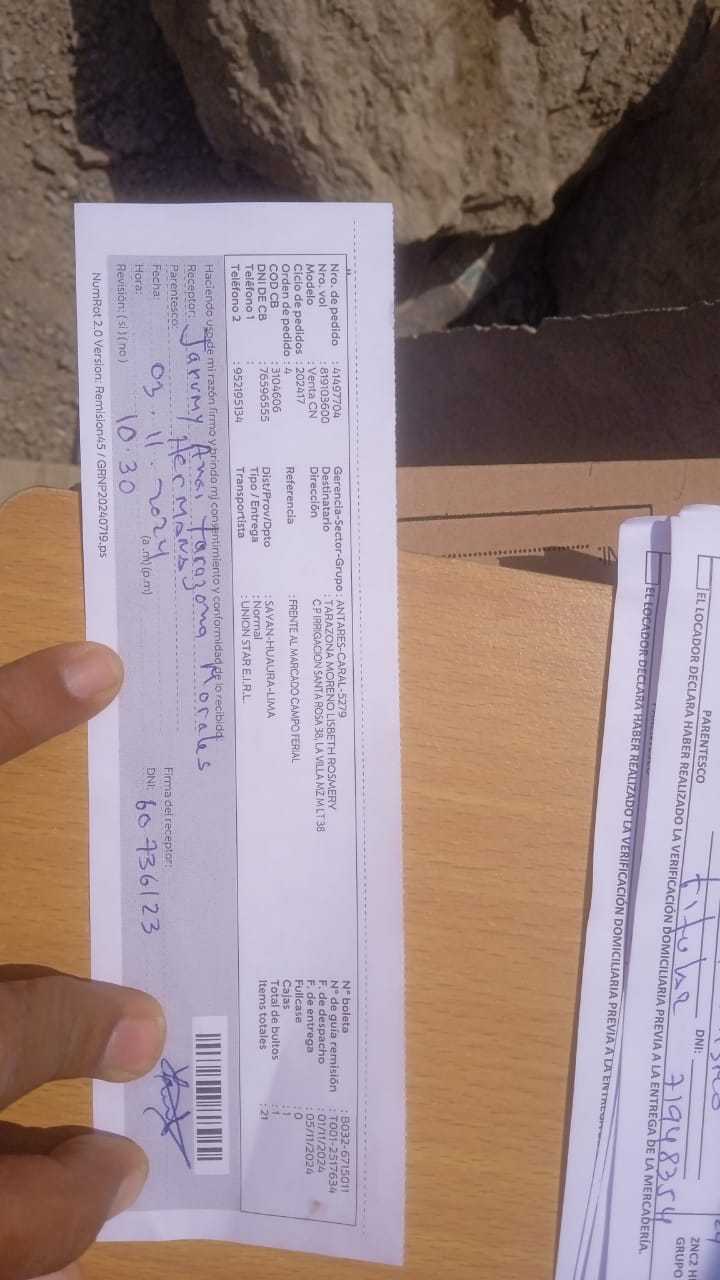 Nro. de pedido : 41497704
Nro. vol : 819103600
Modelo : Venta CN
Ciclo de pedidos : 202417
Orden de pedido : 4
COD CB : 3104606
DNI DE CB : 76596555
Teléfono 1 :
Teléfono 2 : 952195134
Gerencia-Sector-Grupo : ANTARES-CARAL-5279
Destinatario : TARAZONA MORENO LISBETH ROSMERY
Dirección C P IRRIGACION SANTA ROSA 38, LA VILLA MZ M LT 38
Referencia : FRENTE AL MARCADO CAMPO FERIAL
Dist/Prov/Dpto : SAYAN-HUAURA-LIMA
Tipo / Entrega : Normal
Transportista : UNION STAR E.I.R.L.
N° boleta : B032-6715011
N° de guía remisión : T001-2517634
F. de despacho : 01/11/2024
F. de entrega : 05/11/2024
Fullcase : 0
Cajas : 1
Total de bultos : 1
Items totales : 21
Haciendo uso de mi razón firmo y brindo mi consentimiento y conformidad de lo recibido
Receptor: Jarumy Anai Tarazona Morales
Parentesco: Hermana
Fecha: 03.11.2024
Hora: 10:30 (a.m)(p.m)
Revisión: (si) (no)
Firma del receptor:
DNI: 60736123
NumRot 2.0 Version: Remision45 / GRNP20240719.ps
PARENTESCO Titular DNI: 71948354
EL LOCADOR DECLARA HABER REALIZADO LA VERIFICACIÓN DOMICILIARIA PREVIA A LA ENTREGA DE LA MERCADERÍA.
ZNC2 H
GRUPO
PARENTESCO
EL LOCADOR DECLARA HABER REALIZADO LA VERIFICACIÓN DOMICILIARIA PREVIA A LA